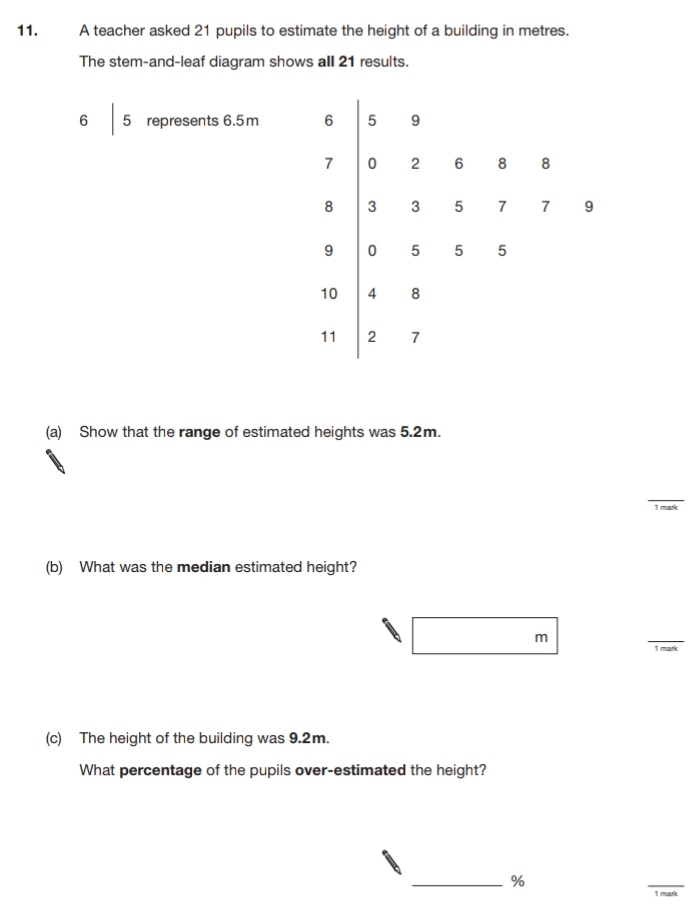 11. A teacher asked 21 pupils to estimate the height of a building in metres.
The stem-and-leaf diagram shows all 21 results.
6 | 5 represents 6.5m
6 | 5 9
7 | 0 2 6 8 8
8 | 3 3 5 7 7 9
9 | 0 5 5 5
10 | 4 8
11 | 2 7
(a) Show that the range of estimated heights was 5.2m.
1 mark
(b) What was the median estimated height?
m
1 mark
(c) The height of the building was 9.2m.
What percentage of the pupils over-estimated the height?
%
1 mark